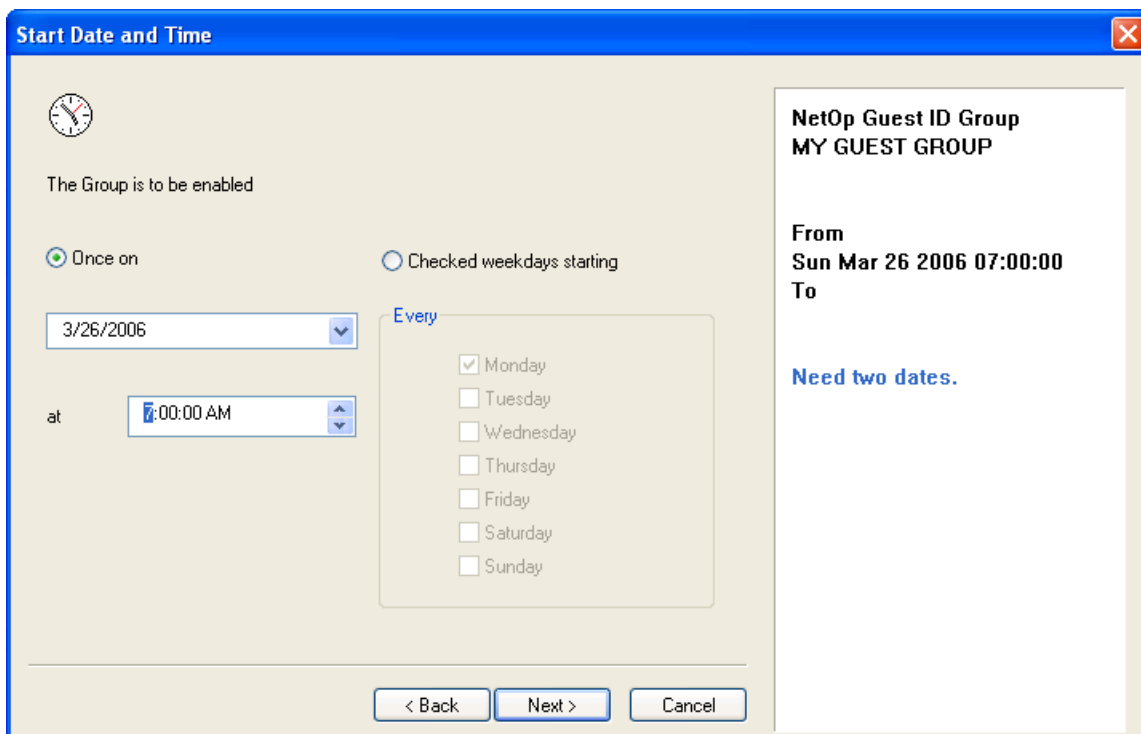 Start Date and Time
The Group is to be enabled
Once on
Checked weekdays starting
3/26/2006
at
7:00:00 AM
Every
Monday
Tuesday
Wednesday
Thursday
Friday
Saturday
Sunday
< Back
Next >
Cancel
NetOp Guest ID Group
MY GUEST GROUP
From
Sun Mar 26 2006 07:00:00
To
Need two dates.